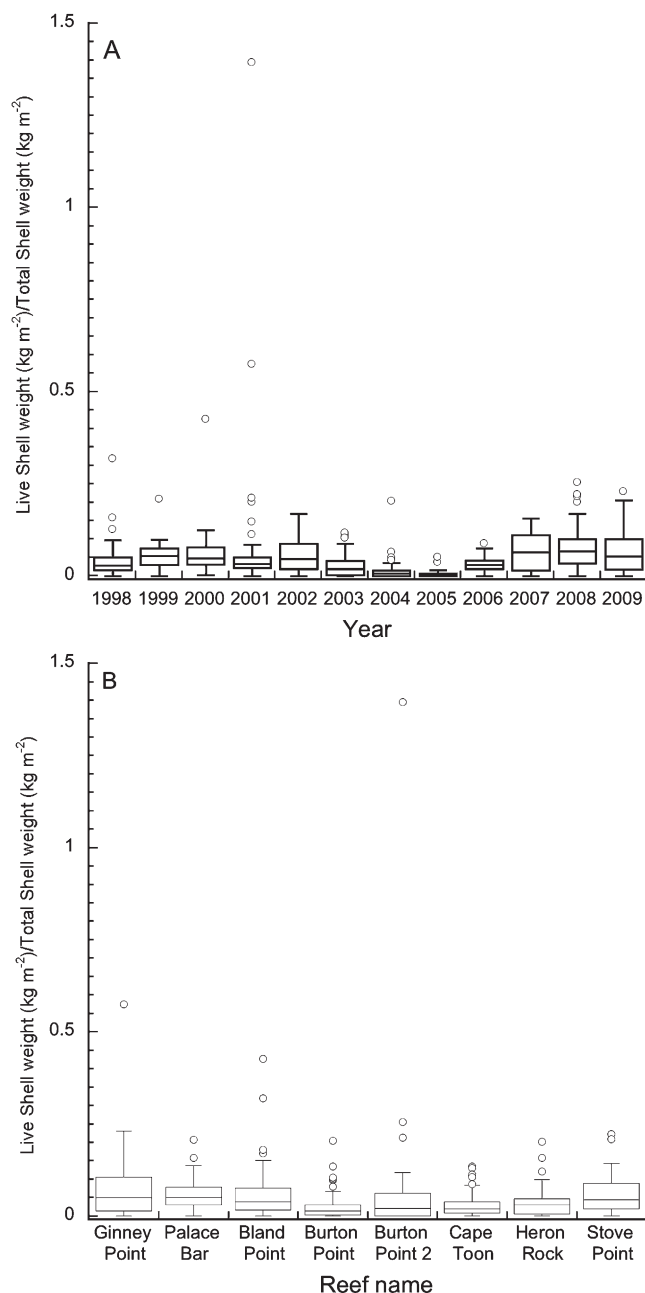 1.5
A
1
0.5
0
Live Shell weight (kg m-2)/Total Shell weight (kg m-2)
1998 1999 2000 2001 2002 2003 2004 2005 2006 2007 2008 2009
Year
1.5
B
1
0.5
0
Live Shell weight (kg m-2)/Total Shell weight (kg m-2)
Ginney Palace Bland Burton Burton Cape Heron Stove
Point Bar Point Point Point 2 Toon Rock Point
Reef name